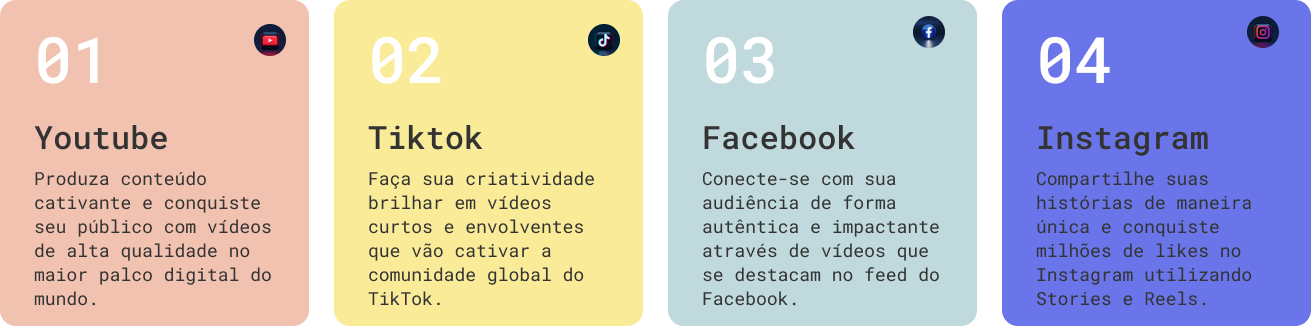 01
Youtube
Produza conteúdo
cativante e conquiste
seu público com vídeos
de alta qualidade no
maior palco digital do
mundo.
02
Tiktok
Faça sua criatividade
brilhar em vídeos
curtos e envolventes
que vão cativar a
comunidade global do
TikTok.
03
Facebook
Conecte-se com sua
audiência de forma
autêntica e impactante
através de vídeos que
se destacam no feed do
Facebook.
04
Instagram
Compartilhe suas
histórias de maneira
única e conquiste
milhões de likes no
Instagram utilizando
Stories e Reels.